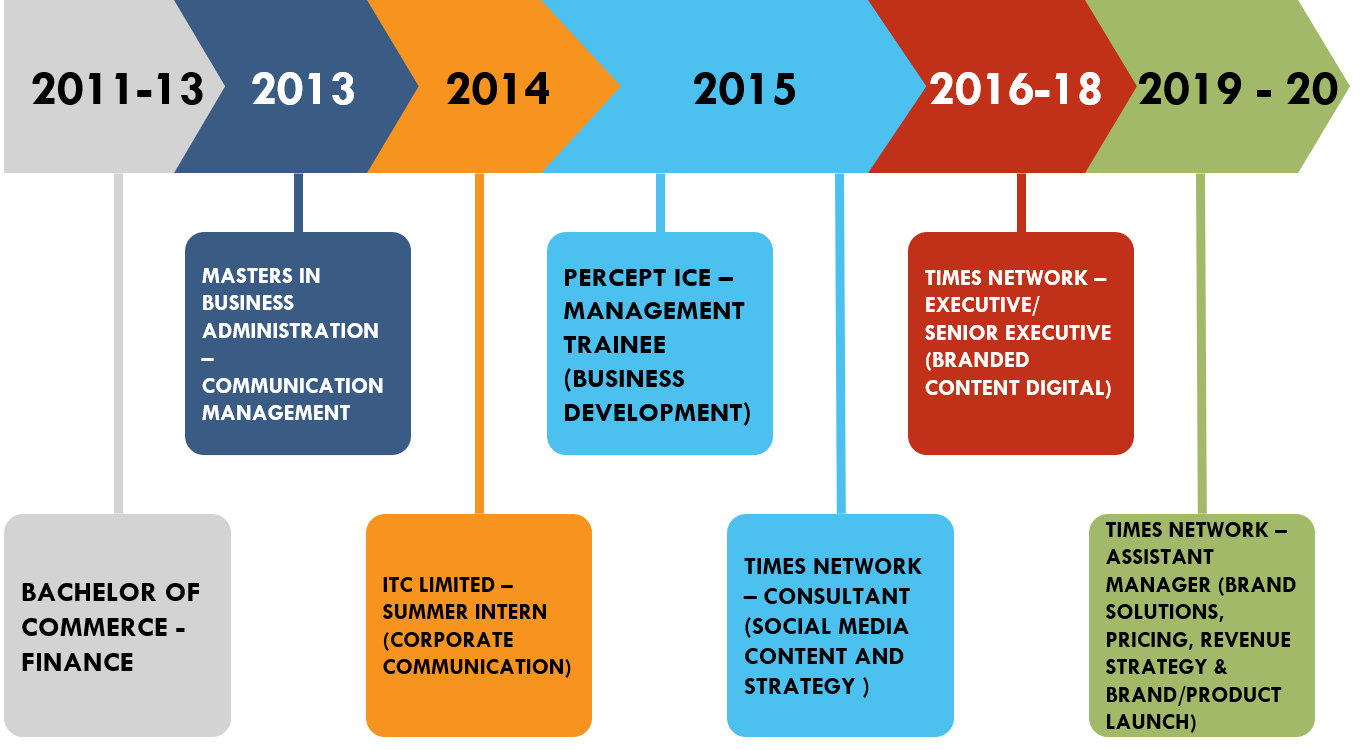 2011-13
2013
2014
2015
2016-18
2019 - 20
MASTERS IN
BUSINESS
ADMINISTRATION
–
COMMUNICATION
MANAGEMENT
PERCEPT ICE –
MANAGEMENT
TRAINEE
(BUSINESS
DEVELOPMENT)
TIMES NETWORK –
EXECUTIVE/
SENIOR EXECUTIVE
(BRANDED
CONTENT DIGITAL)
BACHELOR OF
COMMERCE -
FINANCE
ITC LIMITED –
SUMMER INTERN
(CORPORATE
COMMUNICATION)
TIMES NETWORK
– CONSULTANT
(SOCIAL MEDIA
CONTENT AND
STRATEGY )
TIMES NETWORK –
ASSISTANT
MANAGER (BRAND
SOLUTIONS,
PRICING, REVENUE
STRATEGY &
BRAND/PRODUCT
LAUNCH)